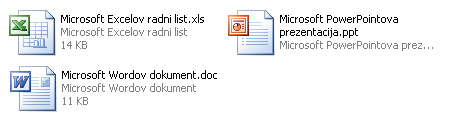 Microsoft Excelov radni list.xls
Microsoft Excelov radni list
14 KB
Microsoft PowerPointova
prezentacija.ppt
Microsoft PowerPointova prez...
Microsoft Wordov dokument.doc
Microsoft Wordov dokument
11 KB